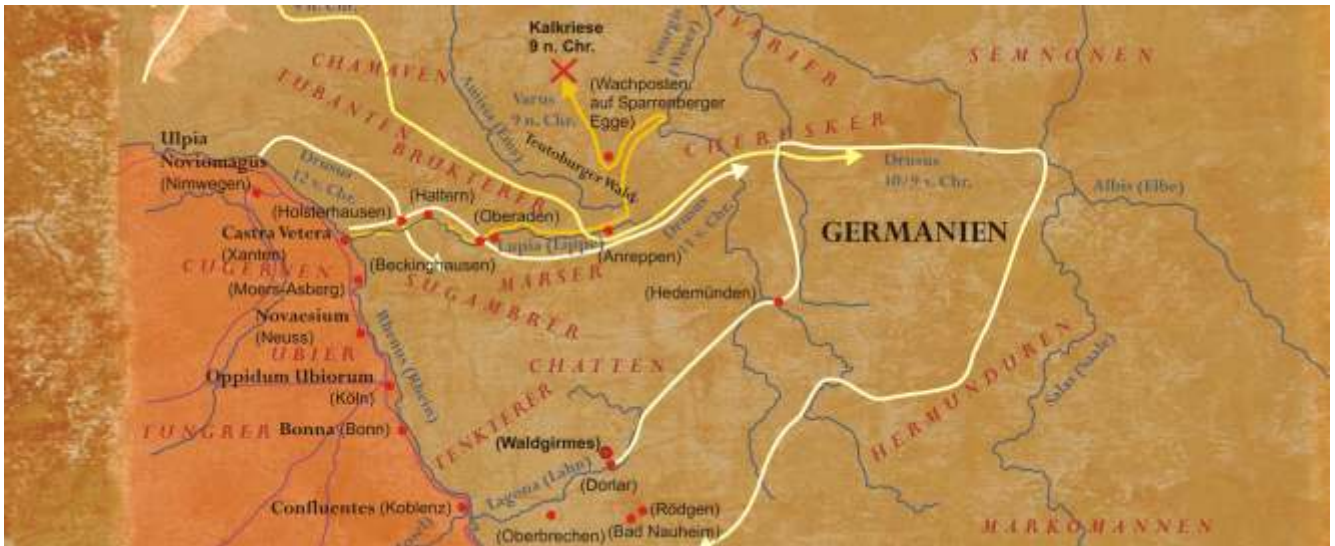 Kalkriese
9 n. Chr.
SEMNONEN
CHAMAVEN
TUBANTEN
BRUKTERER
(Wachposten
auf Sparrenberger
Egge)
Varus
9 n. Chr.
Teutoburger Wald
CHERUSKER
Ulpia
Noviomagus
(Nimwegen)
Drusus
12 v. Chr.
(Haltern)
(Holsterhausen)
(Oberaden)
Drusus
11 v. Chr.
Drusus
10/9 v. Chr.
Albis (Elbe)
Castra Vetera
(Xanten)
Lupia (Lippe)
(Anreppen)
GERMANIEN
(Beckinghausen)
MARSER
CUGERNEN
(Moers-Asberg)
SUGAMBRER
(Hedemünden)
Novaesium
(Neuss)
Rhenus (Rhein)
UBIER
CHATTEN
Oppidum Ubiorum
(Köln)
TENKTERER
HERMUNDUREN
Salas (Saale)
TUNGRER
Bonna (Bonn)
(Waldgirmes)
Lagona (Lahn)
(Dorlar)
Confluentes (Koblenz)
(Rödgen)
(Oberbrechen)
(Bad Nauheim)
MARKOMANNEN